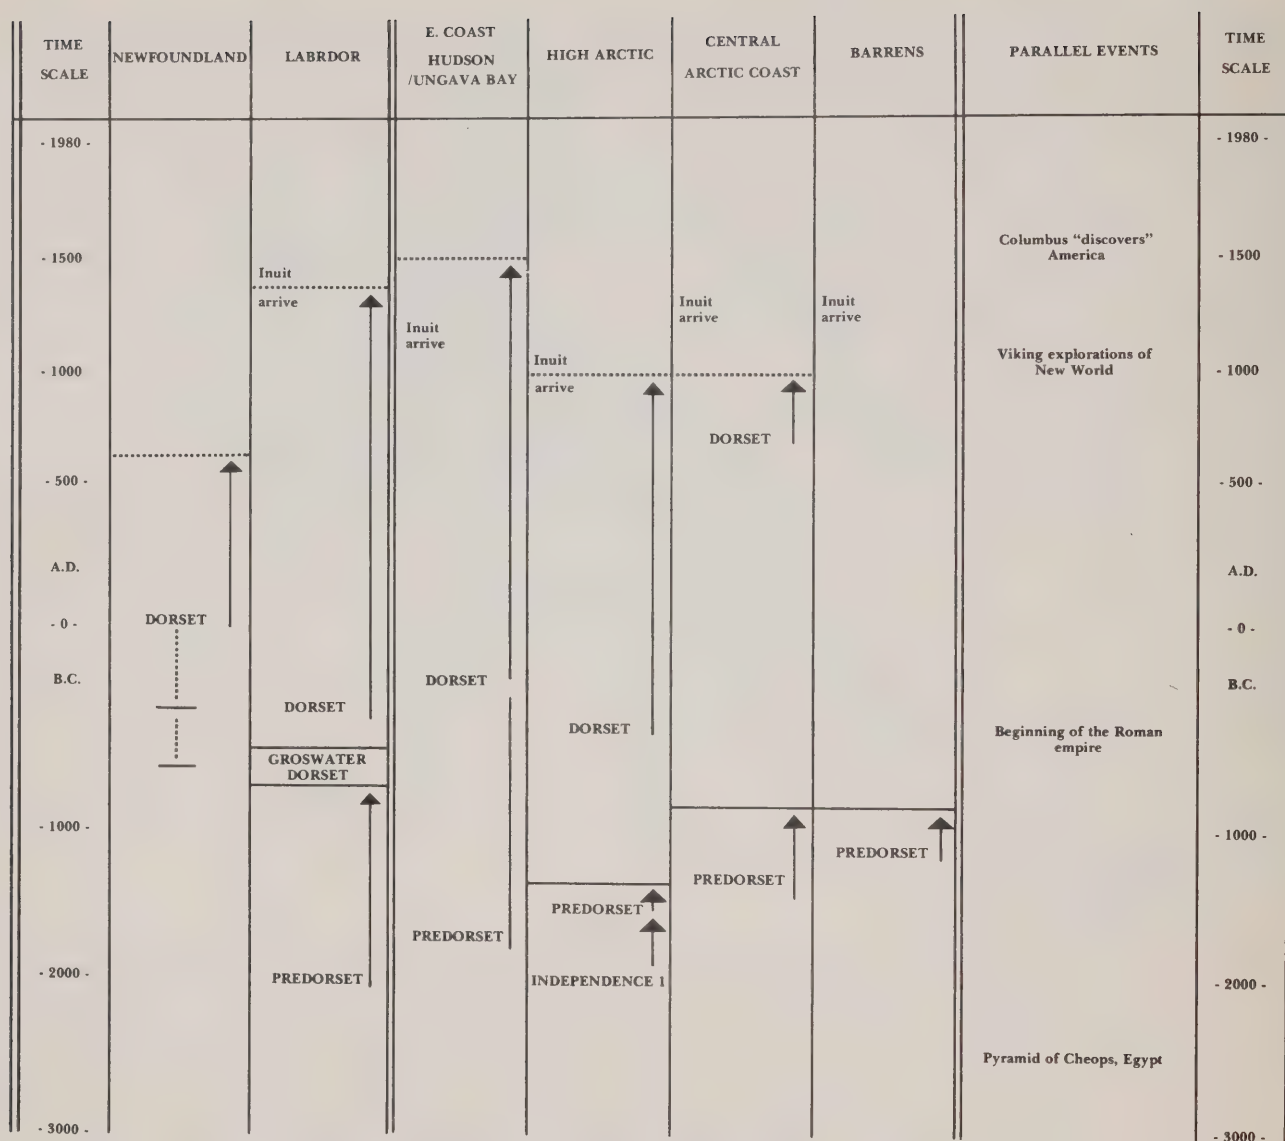 TIME
SCALE
NEWFOUNDLAND
LABRDOR
E. COAST
HUDSON
/UNGAVA BAY
HIGH ARCTIC
CENTRAL
ARCTIC COAST
BARRENS
PARALLEL EVENTS
TIME
SCALE
- 1980 -
- 1500
- 1000
- 500 -
A.D.
- 0 -
B.C.
- 1000 -
- 2000 -
- 3000 -
DORSET
Inuit
arrive
DORSET
GROSWATER
DORSET
PREDORSET
Inuit
arrive
DORSET
PREDORSET
Inuit
arrive
DORSET
PREDORSET
INDEPENDENCE 1
Inuit
arrive
DORSET
PREDORSET
Inuit
arrive
PREDORSET
Columbus "discovers"
America
Viking explorations of
New World
Beginning of the Roman
empire
Pyramid of Cheops, Egypt
- 1980 -
- 1500
- 1000
- 500 -
A.D.
- 0 -
B.C.
- 1000 -
- 2000 -
- 3000